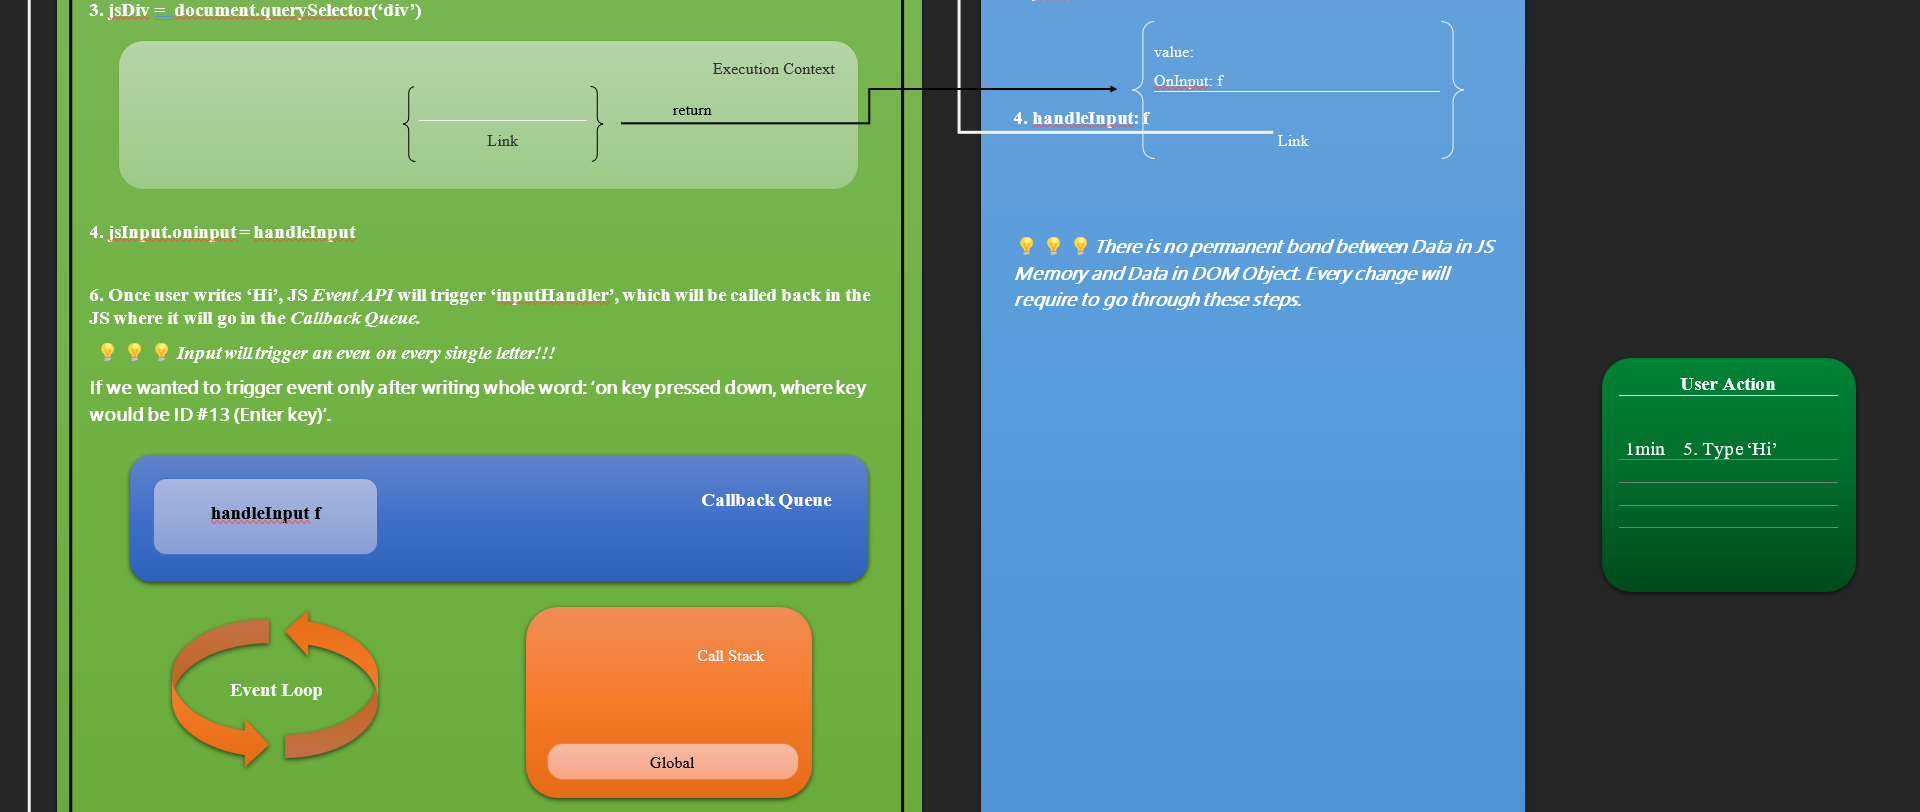 3. jsDiv = document.querySelector(‘div’)
Execution Context
return
Link
4. jsInput.oninput = handleInput
6. Once user writes ‘Hi’, JS Event API will trigger ‘inputHandler’, which will be called back in the
JS where it will go in the Callback Queue.
💡 💡 💡 Input will trigger an even on every single letter!!!
If we wanted to trigger event only after writing whole word: ‘on key pressed down, where key
would be ID #13 (Enter key)’.
Callback Queue
handleInput f
Event Loop
Call Stack
Global
value:
OnInput: f
4. handleInput: f
Link
💡 💡 💡 There is no permanent bond between Data in JS
Memory and Data in DOM Object. Every change will
require to go through these steps.
User Action
1min 5. Type ‘Hi’